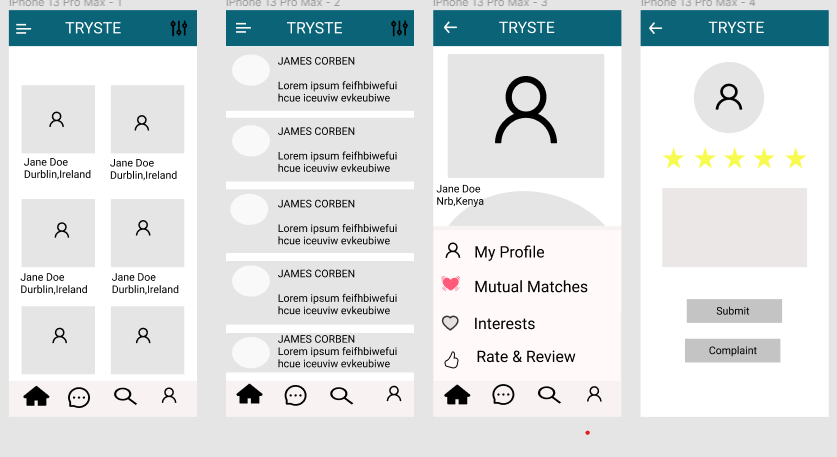 iPhone 13 Pro Max - 1
TRYSTE
Jane Doe
Durblin,Ireland
Jane Doe
Durblin,Ireland
Jane Doe
Durblin,Ireland
Jane Doe
Durblin,Ireland
iPhone 13 Pro Max - 2
TRYSTE
JAMES CORBEN
Lorem ipsum feifhbiwefui
hcue iceuviw evkeubiwe
JAMES CORBEN
Lorem ipsum feifhbiwefui
hcue iceuviw evkeubiwe
JAMES CORBEN
Lorem ipsum feifhbiwefui
hcue iceuviw evkeubiwe
JAMES CORBEN
Lorem ipsum feifhbiwefui
hcue iceuviw evkeubiwe
JAMES CORBEN
Lorem ipsum feifhbiwefui
hcue iceuviw evkeubiwe
iPhone 13 Pro Max - 3
TRYSTE
Jane Doe
Nrb,Kenya
My Profile
Mutual Matches
Interests
Rate & Review
iPhone 13 Pro Max - 4
TRYSTE
Submit
Complaint